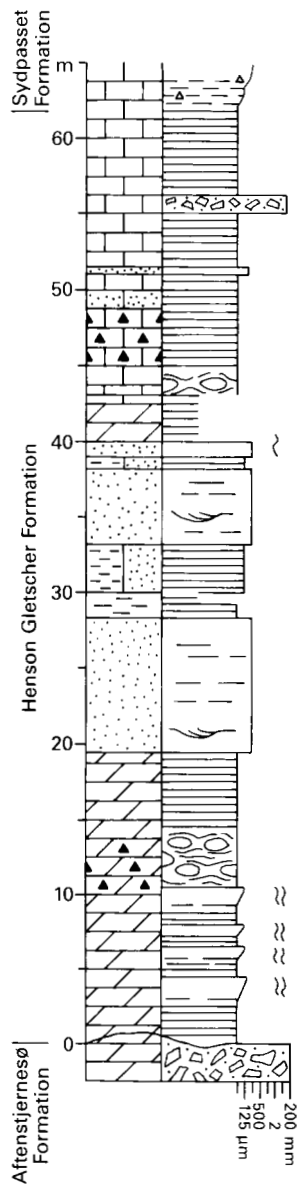 Sydpasset
Formation
m
60
50
40
30
20
10
0
Henson Gletscher Formation
Aftenstjernesø
Formation
200 mm
2
500
125 µm